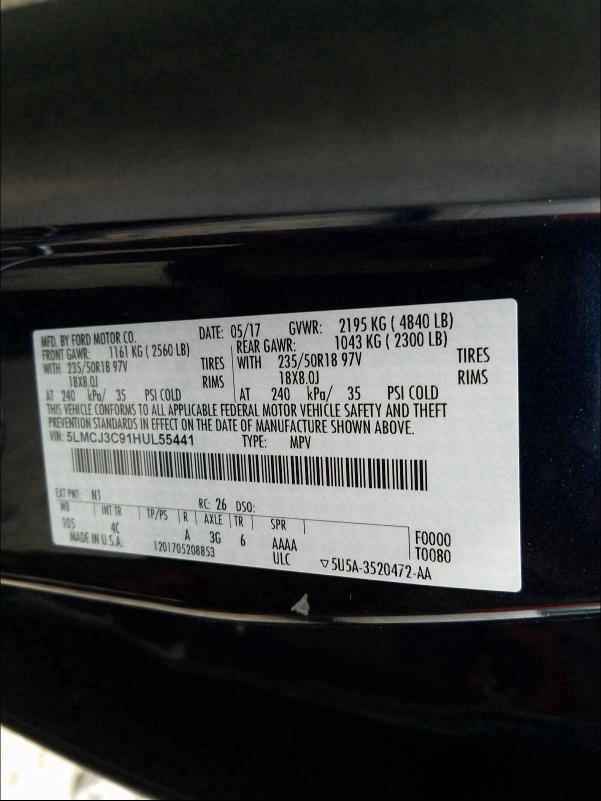 MFD. BY FORD MOTOR CO. DATE: 05/17 GVWR: 2195 KG ( 4840 LB)
FRONT GAWR: 1161 KG ( 2560 LB) REAR GAWR: 1043 KG ( 2300 LB)
WITH 235/50R18 97V TIRES WITH 235/50R18 97V TIRES
18X8.0J RIMS 18X8.0J RIMS
AT 240 kPa/ 35 PSI COLD AT 240 kPa/ 35 PSI COLD
THIS VEHICLE CONFORMS TO ALL APPLICABLE FEDERAL MOTOR VEHICLE SAFETY AND THEFT
PREVENTION STANDARDS IN EFFECT ON THE DATE OF MANUFACTURE SHOWN ABOVE.
VIN: 5LMCJ3C91HUL55441 TYPE: MPV
EXT PNT: N1 RC: 26 DSO:
WB INT TR TP/PS R AXLE TR SPR F0000
105 4C A 3G 6 AAAA T0080
MADE IN U.S.A. 12017052088S3 ULC ▽5U5A-3520472-AA